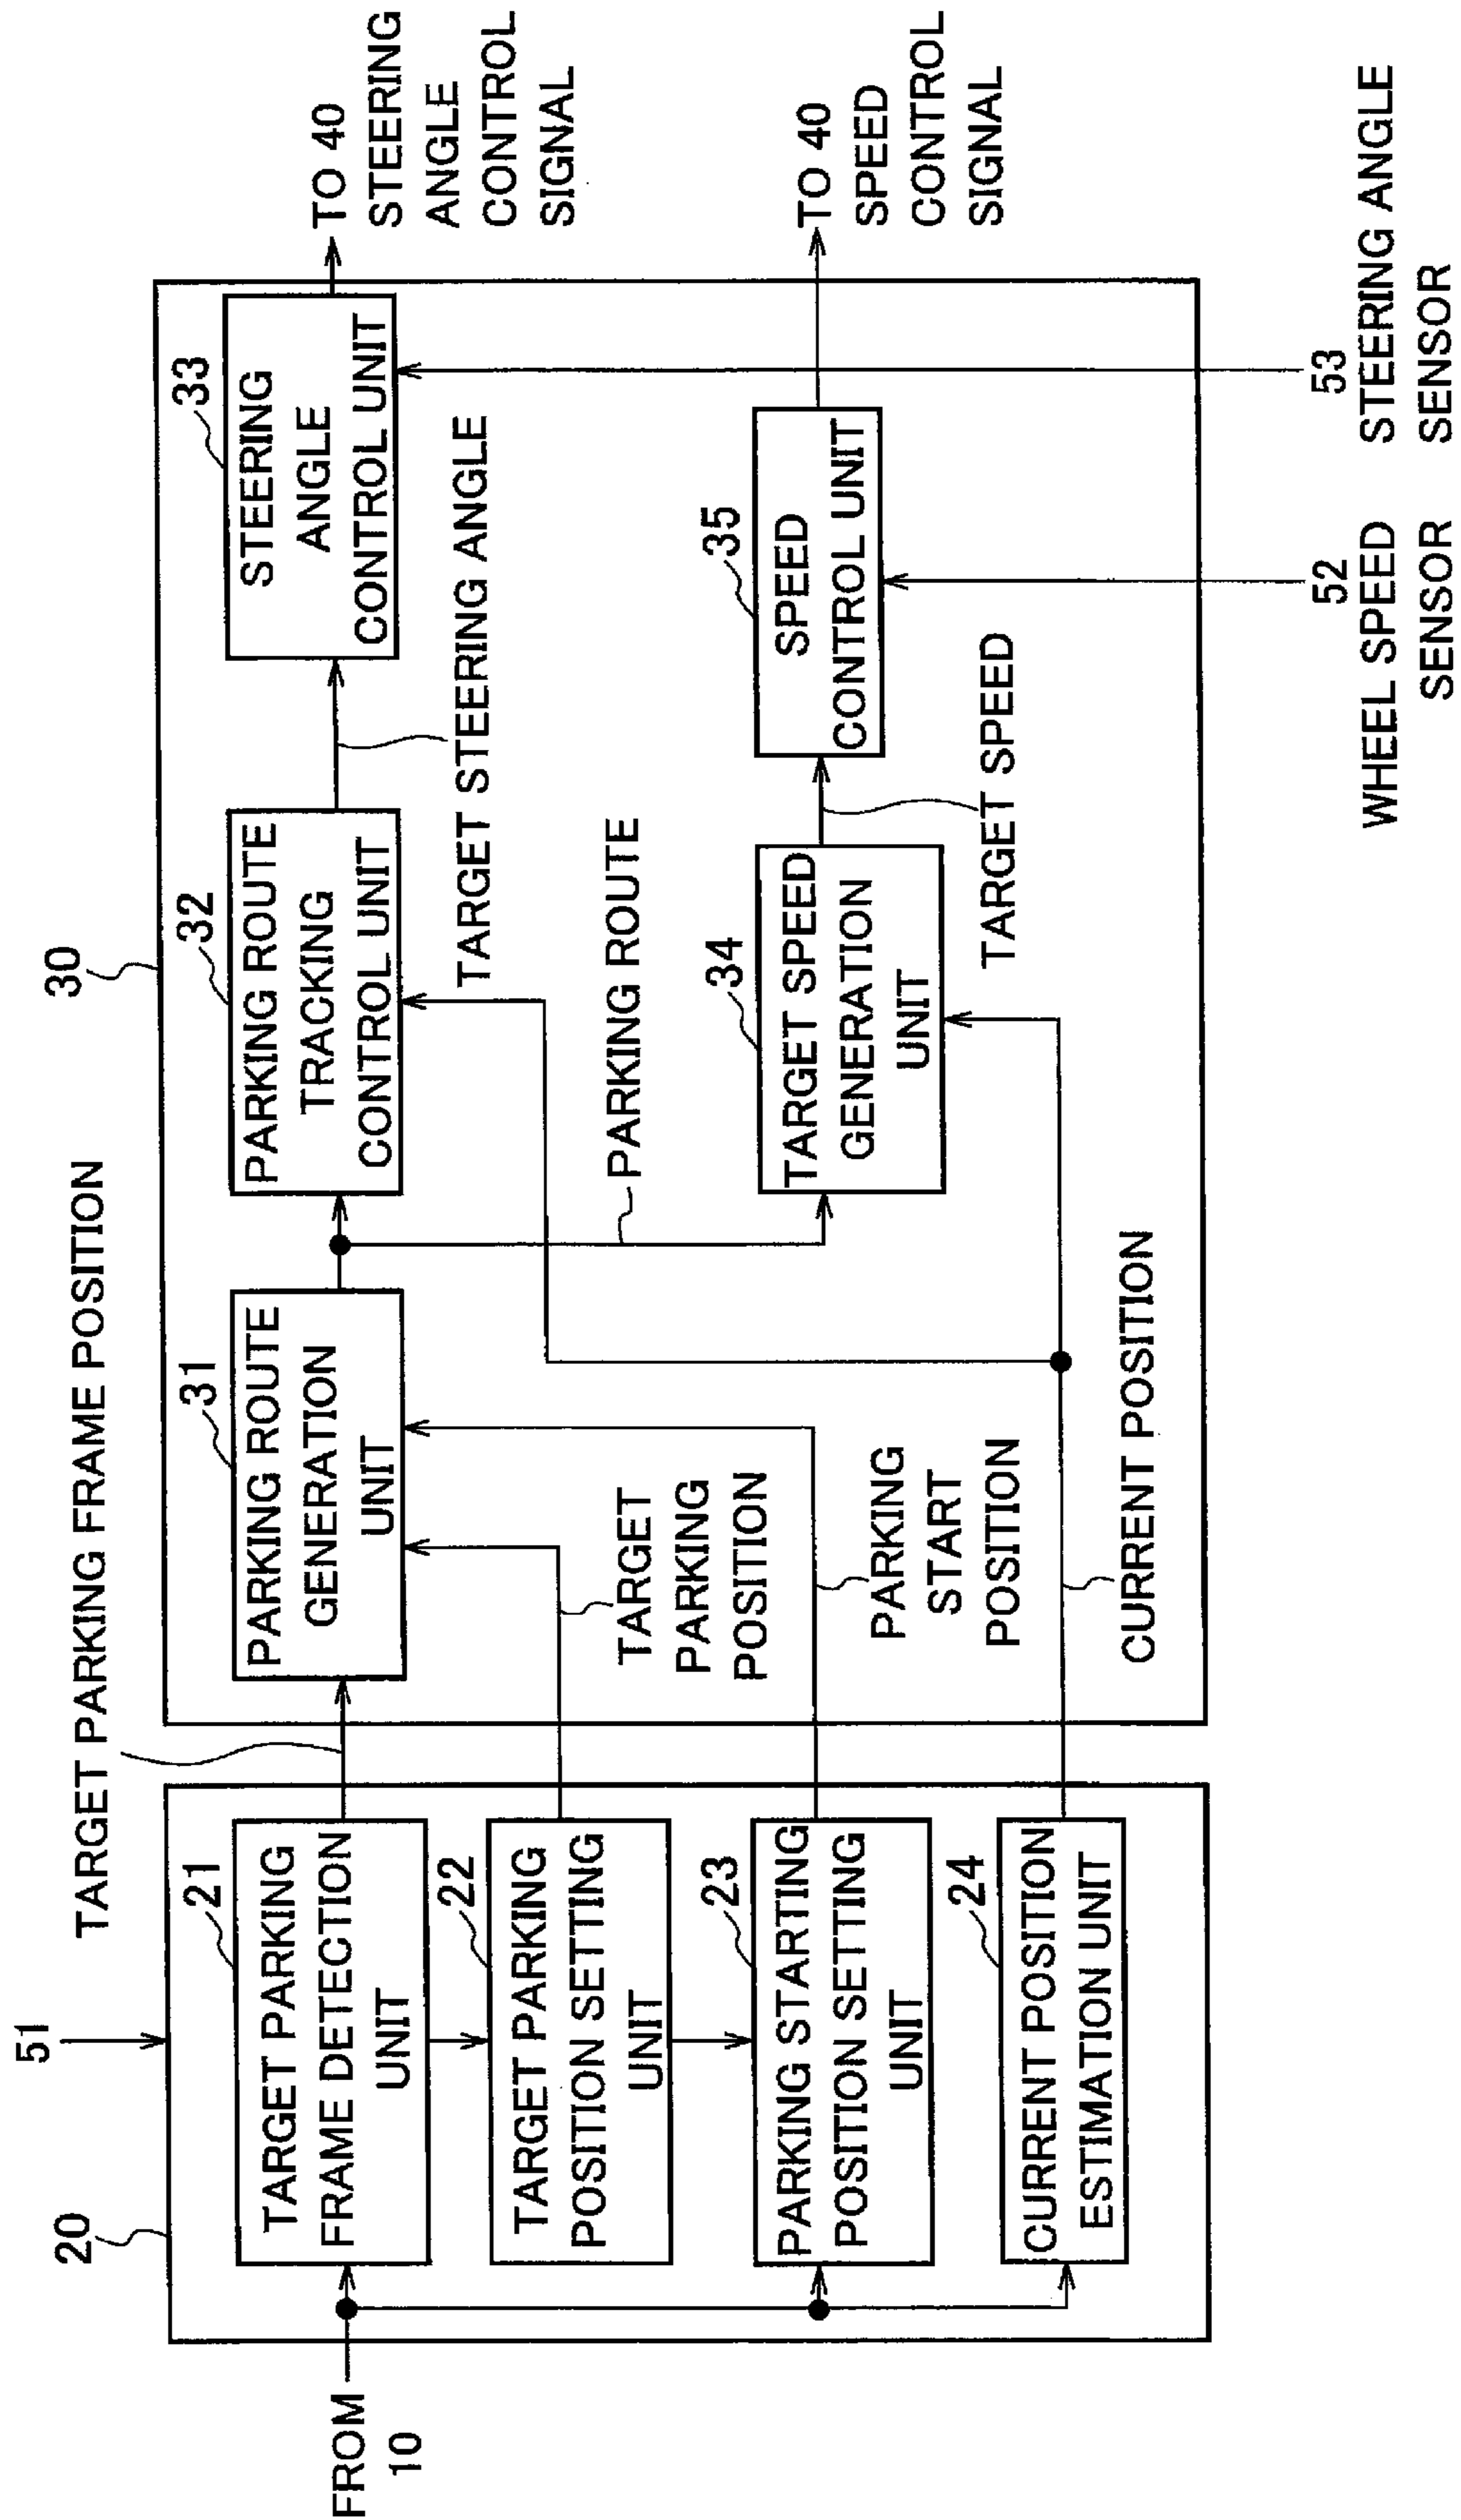 51
20
30
TARGET PARKING FRAME POSITION
FROM
10
21
TARGET PARKING
FRAME DETECTION
UNIT
22
TARGET PARKING
POSITION SETTING
UNIT
23
PARKING STARTING
POSITION SETTING
UNIT
24
CURRENT POSITION
ESTIMATION UNIT
31
PARKING ROUTE
GENERATION
UNIT
TARGET
PARKING
POSITION
PARKING
START
POSITION
CURRENT POSITION
32
PARKING ROUTE
TRACKING
CONTROL UNIT
PARKING ROUTE
TARGET STEERING ANGLE
33
STEERING
ANGLE
CONTROL UNIT
34
TARGET SPEED
GENERATION
UNIT
TARGET SPEED
35
SPEED
CONTROL UNIT
TO 40
STEERING
ANGLE
CONTROL
SIGNAL
TO 40
SPEED
CONTROL
SIGNAL
52
WHEEL SPEED
SENSOR
53
STEERING ANGLE
SENSOR